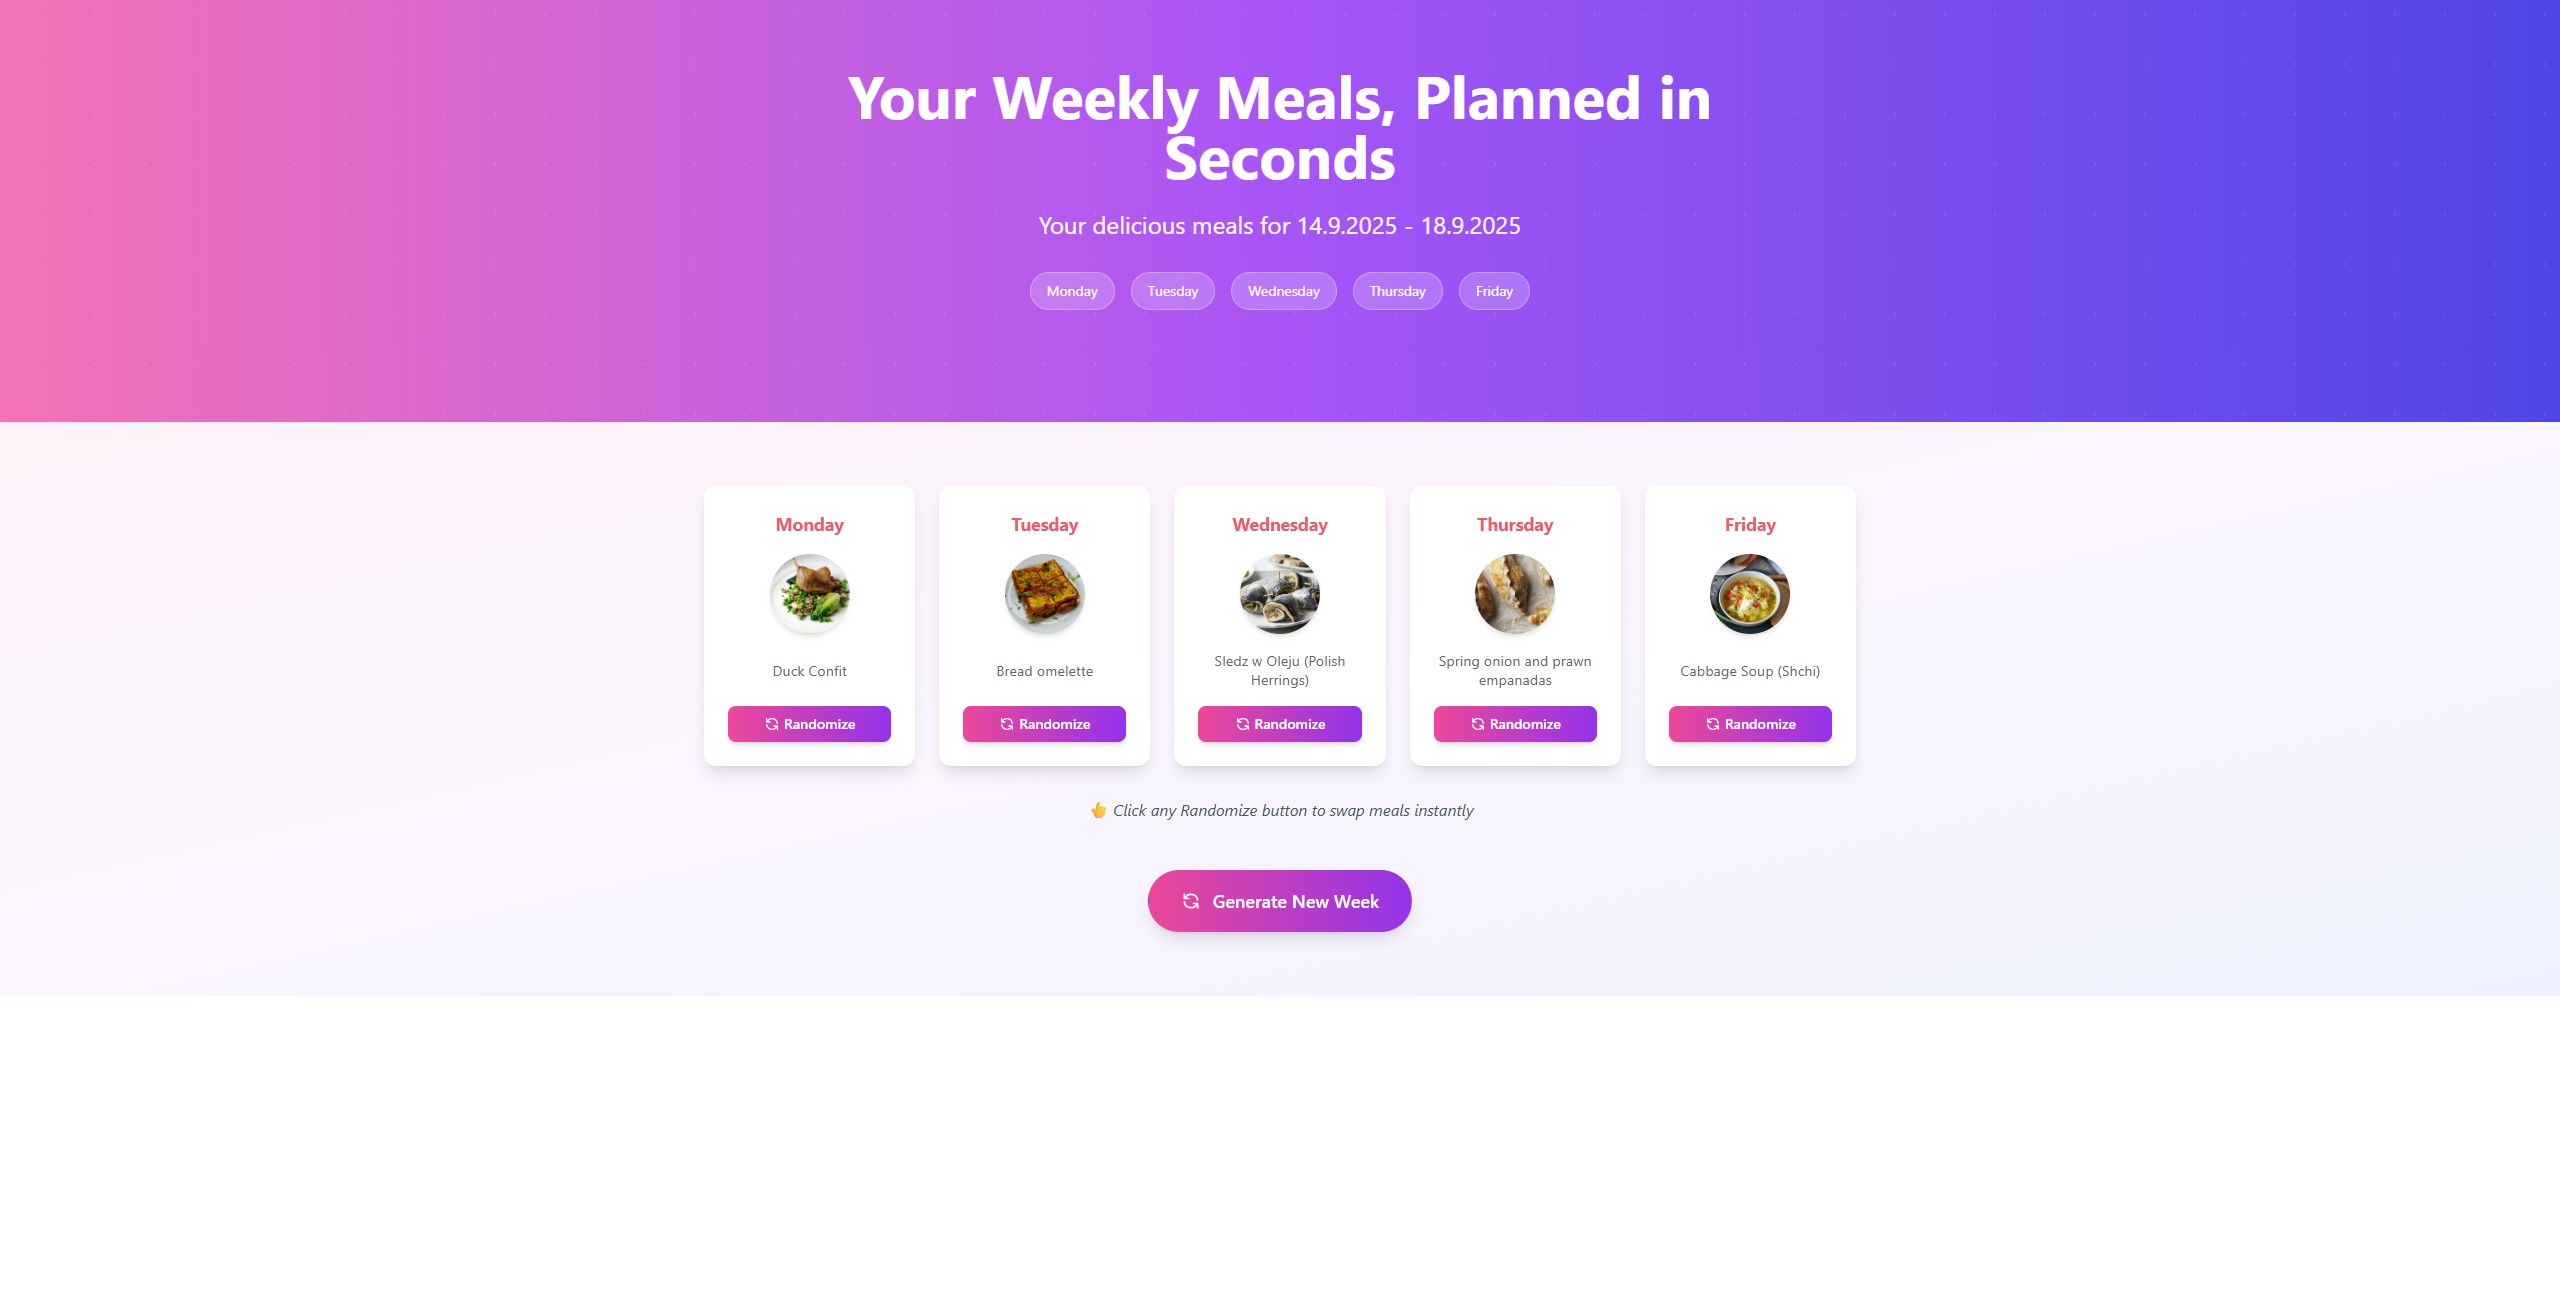 Your Weekly Meals, Planned in
Seconds
Your delicious meals for 14.9.2025 - 18.9.2025
Monday
Tuesday
Wednesday
Thursday
Friday
Monday
Duck Confit
Randomize
Tuesday
Bread omelette
Randomize
Wednesday
Sledz w Oleju (Polish
Herrings)
Randomize
Thursday
Spring onion and prawn
empanadas
Randomize
Friday
Cabbage Soup (Shchi)
Randomize
👆 Click any Randomize button to swap meals instantly
Generate New Week